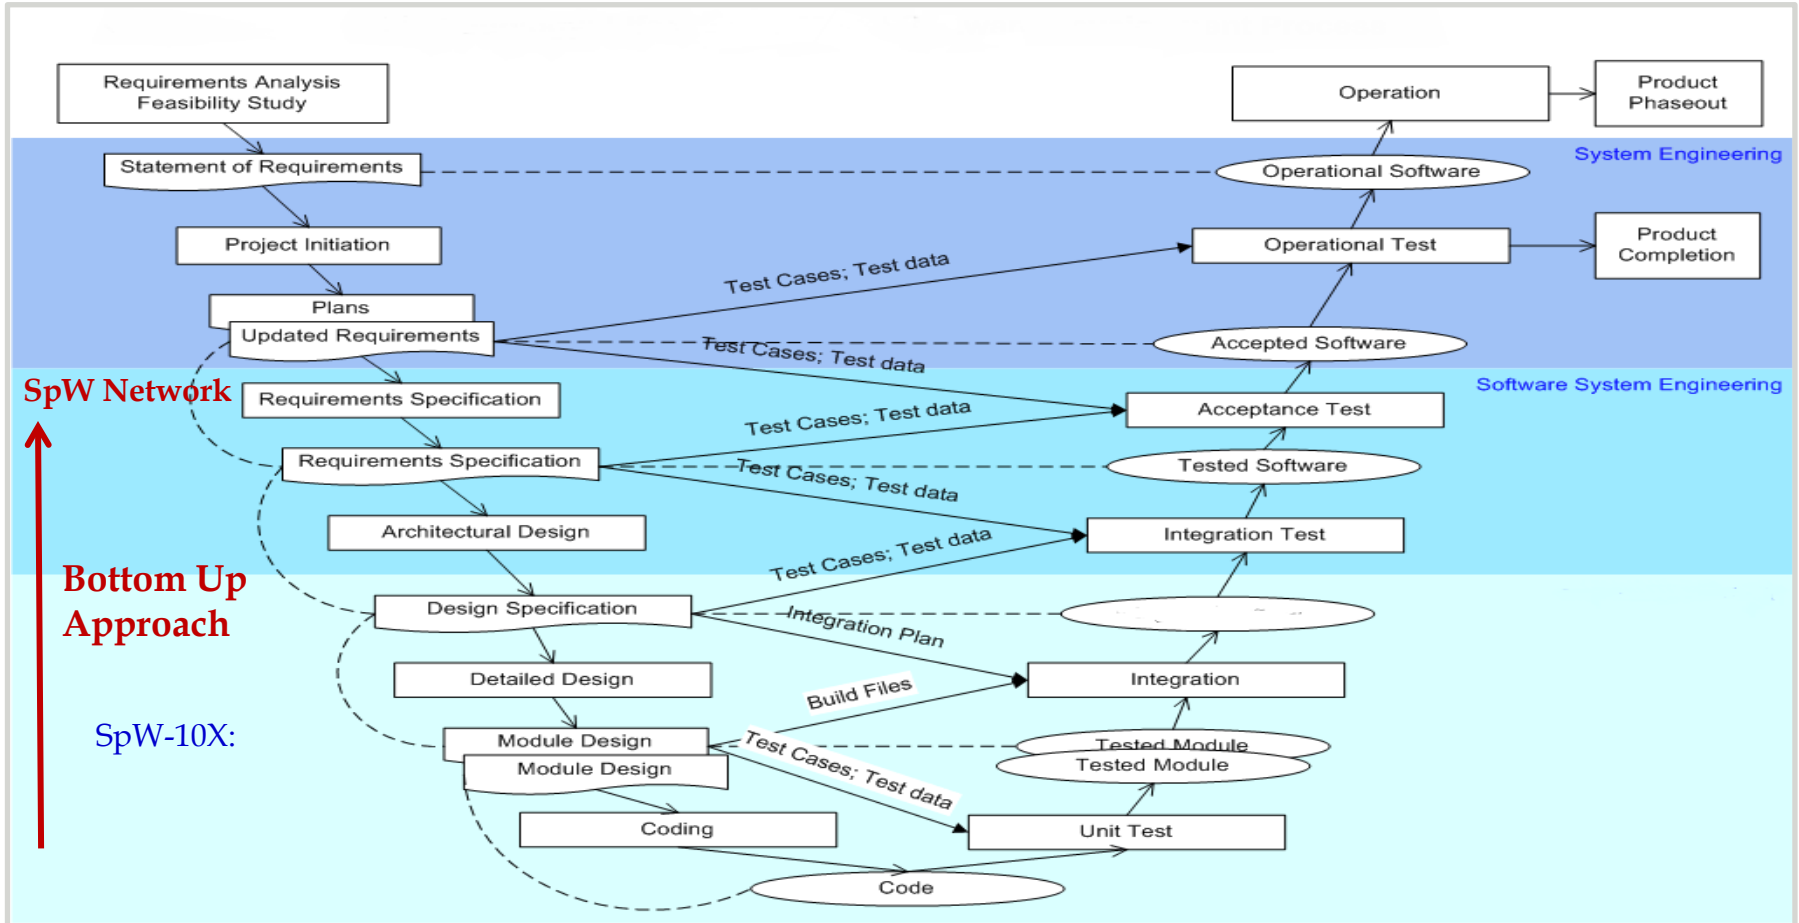 Requirements Analysis
Feasibility Study
Operation
Product
Phaseout
System Engineering
Statement of Requirements
Operational Software
Project Initiation
Operational Test
Product
Completion
Test Cases; Test data
Plans
Updated Requirements
Accepted Software
Test Cases; Test data
SpW Network
Software System Engineering
Requirements Specification
Acceptance Test
Test Cases; Test data
Requirements Specification
Tested Software
Test Cases; Test data
Architectural Design
Integration Test
Test Cases; Test data
Bottom Up
Approach
Design Specification
Integration Plan
Detailed Design
Integration
Build Files
SpW-10X:
Module Design
Tested Module
Module Design
Tested Module
Test Cases; Test data
Coding
Unit Test
Code